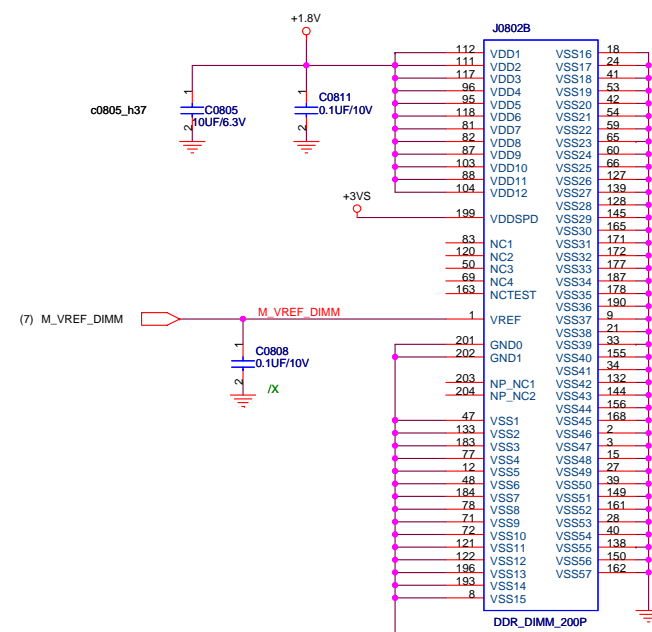 +1.8V
J0802B
c0805_h37
1
C0805
10UF/6.3V
2
1
C0811
0.1UF/10V
2
112 VDD1 VSS16 18
111 VDD2 VSS17 24
117 VDD3 VSS18 41
96 VDD4 VSS19 53
95 VDD5 VSS20 42
118 VDD6 VSS21 54
81 VDD7 VSS22 59
82 VDD8 VSS23 65
87 VDD9 VSS24 60
103 VDD10 VSS25 66
88 VDD11 VSS26 127
104 VDD12 VSS27 139
VSS28 128
+3VS
199 VDDSPD VSS29 145
VSS30 165
83 NC1 VSS31 171
120 NC2 VSS32 172
50 NC3 VSS33 177
69 NC4 VSS34 187
163 NCTEST VSS35 178
VSS36 190
(7) M_VREF_DIMM
M_VREF_DIMM
1 VREF VSS37 9
VSS38 21
201 GND0 VSS39 33
202 GND1 VSS40 155
VSS41 34
1
C0808
0.1UF/10V
2
/X
203 NP_NC1 VSS42 132
204 NP_NC2 VSS43 144
VSS44 156
47 VSS1 VSS45 168
133 VSS2 VSS46 2
183 VSS3 VSS47 3
77 VSS4 VSS48 15
12 VSS5 VSS49 27
48 VSS6 VSS50 39
184 VSS7 VSS51 149
78 VSS8 VSS52 161
71 VSS9 VSS53 28
72 VSS10 VSS54 40
121 VSS11 VSS55 138
122 VSS12 VSS56 150
196 VSS13 VSS57 162
193 VSS14
8 VSS15
DDR_DIMM_200P